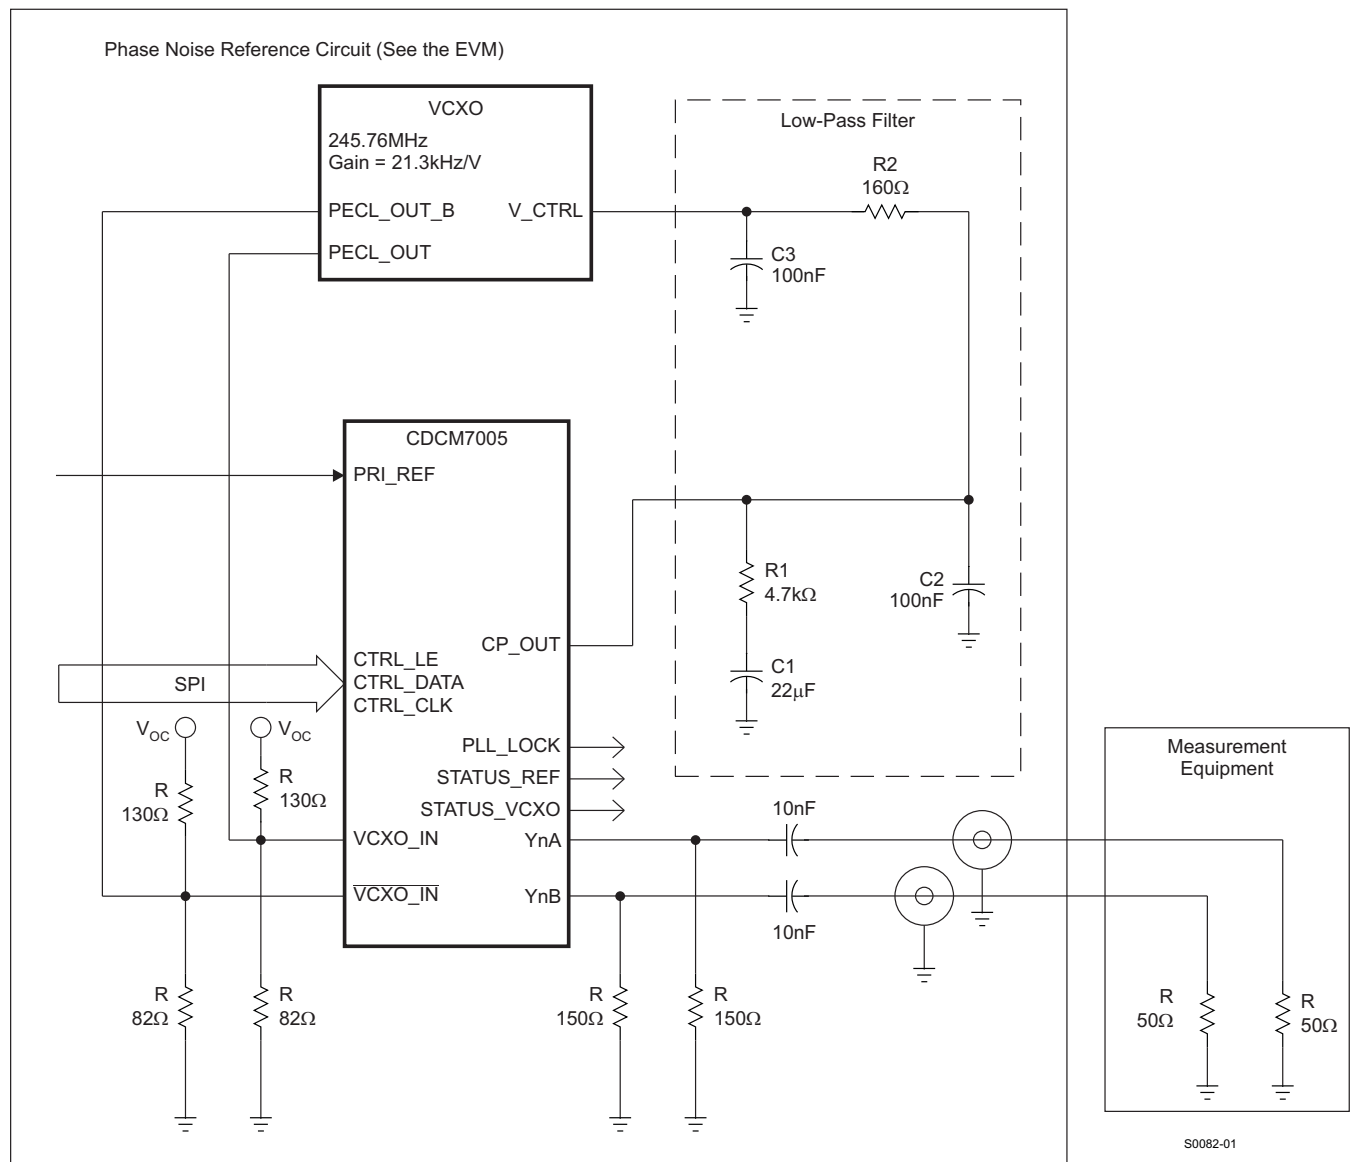 Phase Noise Reference Circuit (See the EVM)
VCXO
245.76MHz
Gain = 21.3kHz/V
PECL_OUT_B
V_CTRL
PECL_OUT
Low-Pass Filter
R2
160Ω
C3
100nF
CDCM7005
PRI_REF
R1
4.7kΩ
C2
100nF
CP_OUT
C1
22μF
SPI
CTRL_LE
CTRL_DATA
CTRL_CLK
VOC
VOC
PLL_LOCK
STATUS_REF
STATUS_VCXO
R
130Ω
R
130Ω
VCXO_IN
YnA
VCXO_IN
YnB
10nF
10nF
R
82Ω
R
82Ω
R
150Ω
R
150Ω
Measurement
Equipment
R
50Ω
R
50Ω
S0082-01